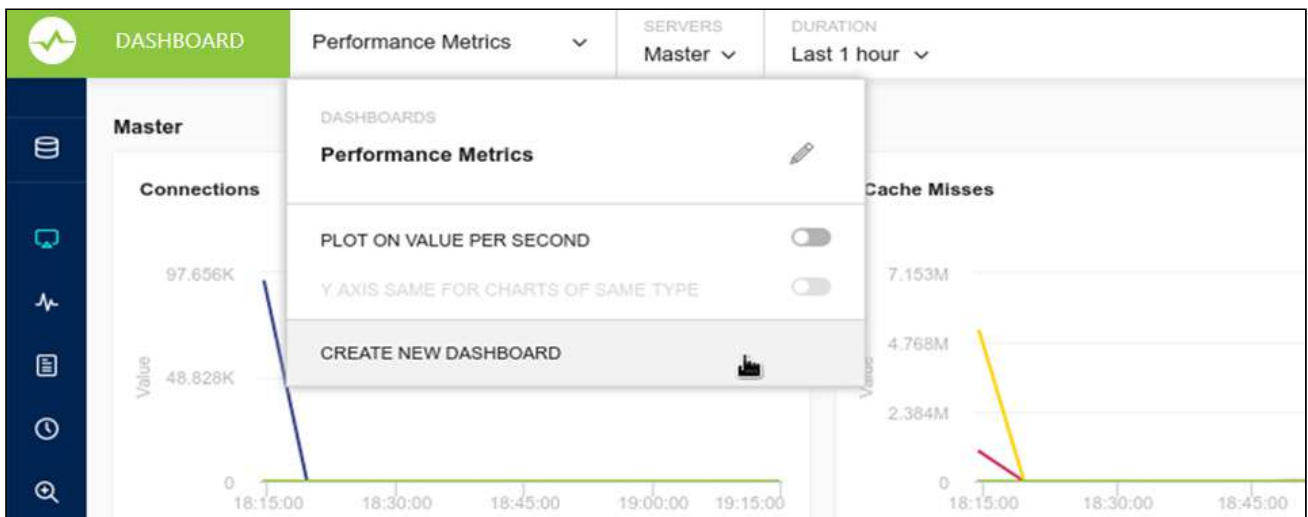 DASHBOARD
Performance Metrics
SERVERS
Master
DURATION
Last 1 hour
DASHBOARDS
Performance Metrics
PLOT ON VALUE PER SECOND
Y AXIS SAME FOR CHARTS OF SAME TYPE
CREATE NEW DASHBOARD
Master
Connections
97.656K
48.828K
0
Value
18:15:00 18:30:00 18:45:00 19:00:00 19:15:00
Cache Misses
7.153M
4.768M
2.384M
0
Value
18:15:00 18:30:00 18:45:00